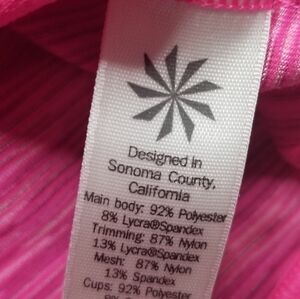 Designed in
Sonoma County,
California
Main body: 92% Polyester
8% Lycra®Spandex
Trimming: 87% Nylon
13% Lycra®Spandex
Mesh: 87% Nylon
13% Spandex
Cups: 92% Polyester